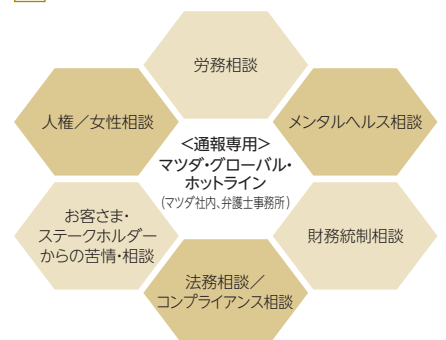 労務相談
人権／女性相談
メンタルヘルス相談
<通報専用>
マツダ・グローバル・
ホットライン
(マツダ社内、弁護士事務所)
お客さま・
ステークホルダー
からの苦情・相談
財務統制相談
法務相談／
コンプライアンス相談